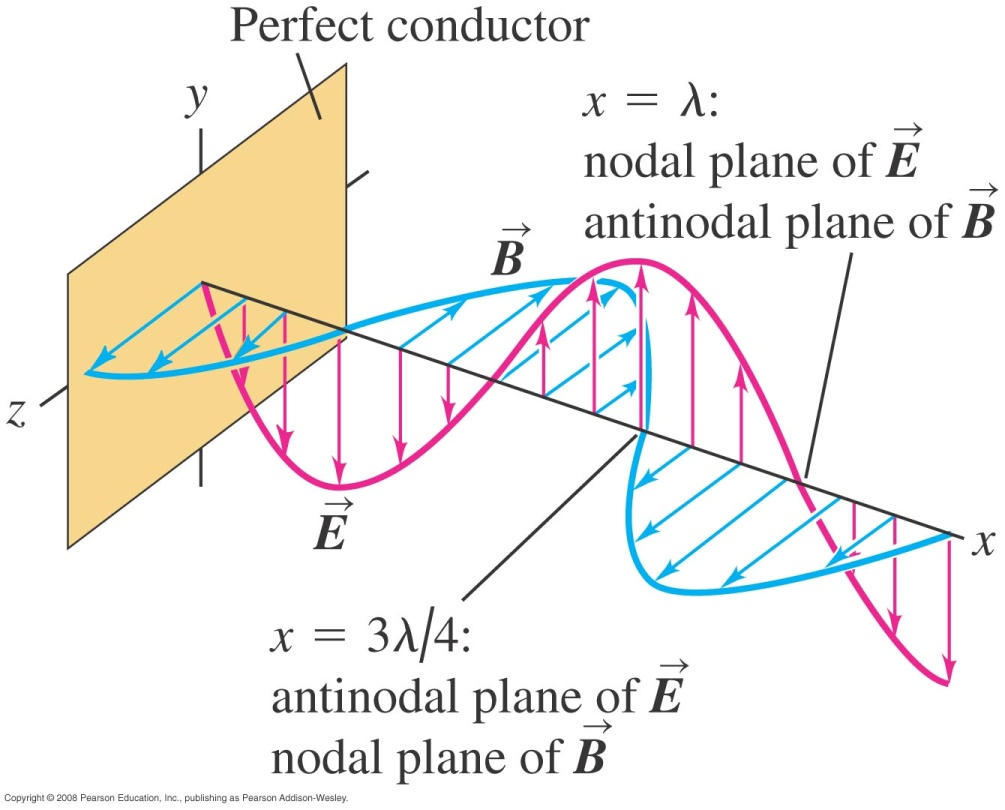 Perfect conductor
y
x = λ:
nodal plane of E⃗
antinodal plane of B⃗
B⃗
z
E⃗
x
x = 3λ/4:
antinodal plane of E⃗
nodal plane of B⃗
Copyright © 2008 Pearson Education, Inc., publishing as Pearson Addison-Wesley.